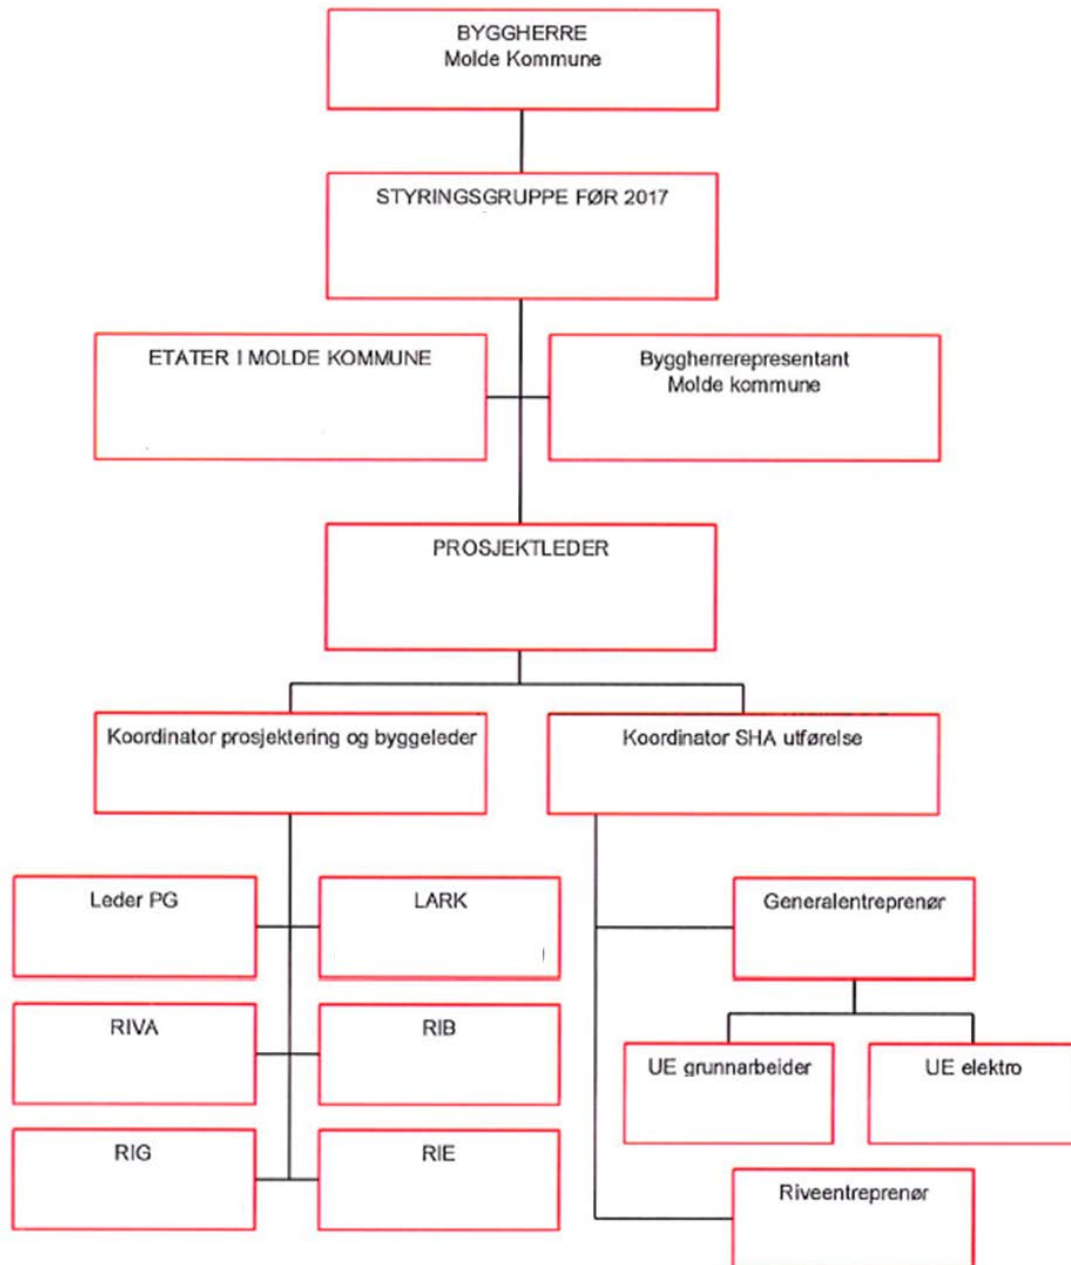 BYGGHERRE
Molde Kommune
STYRINGSGRUPPE FØR 2017
ETATER I MOLDE KOMMUNE
Byggherrerepresentant
Molde kommune
PROSJEKTLEDER
Koordinator prosjektering og byggeleder
Koordinator SHA utførelse
Leder PG
LARK
Generalentreprenør
RIVA
RIB
UE grunnarbeider
UE elektro
RIG
RIE
Riveentreprenør